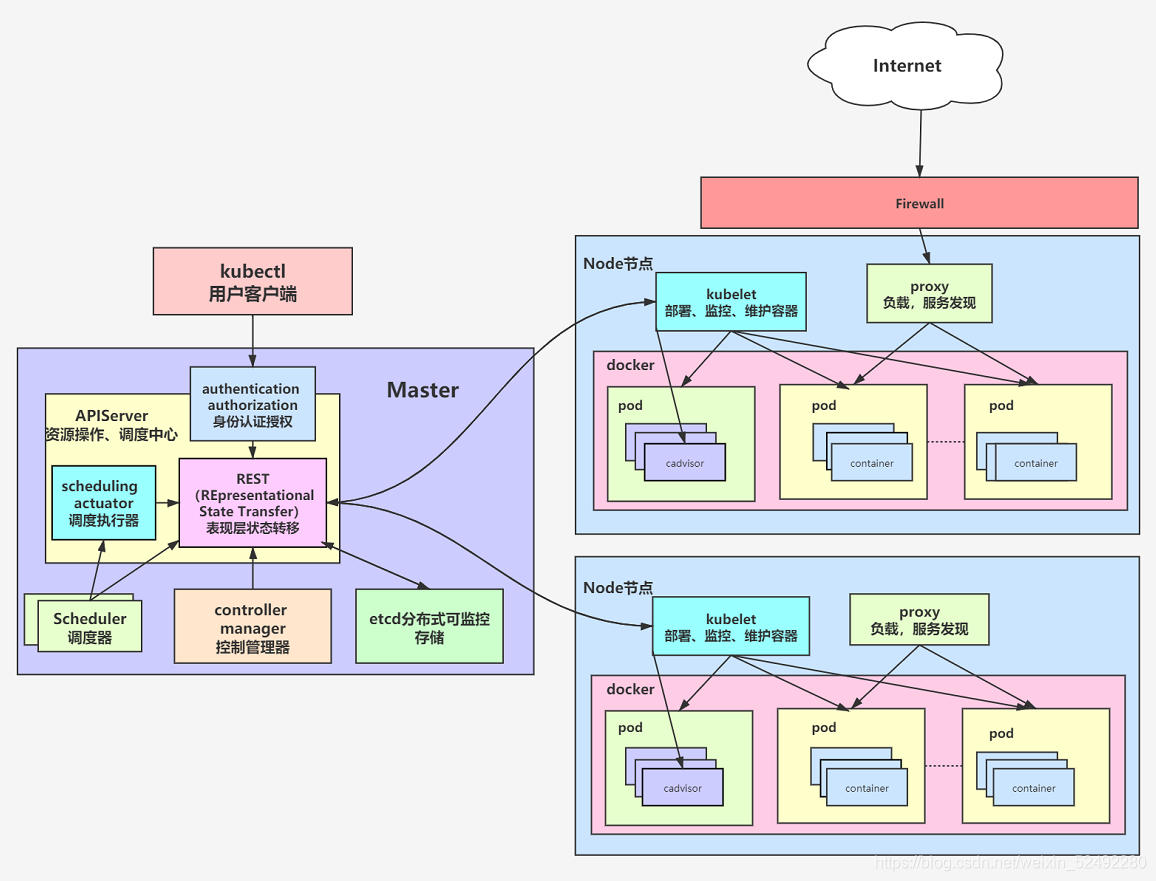 Internet
Firewall
kubectl
用户客户端
Master
authentication
authorization
身份认证授权
APIServer
资源操作、调度中心
scheduling
actuator
调度执行器
REST
（REpresentational
State Transfer）
表现层状态转移
Scheduler
调度器
controller
manager
控制管理器
etcd分布式可监控
存储
Node节点
kubelet
部署、监控、维护容器
proxy
负载，服务发现
docker
pod
cadvisor
pod
container
pod
container
Node节点
kubelet
部署、监控、维护容器
proxy
负载，服务发现
docker
pod
cadvisor
pod
container
pod
container
https://blog.csdn.net/weixin_52492280